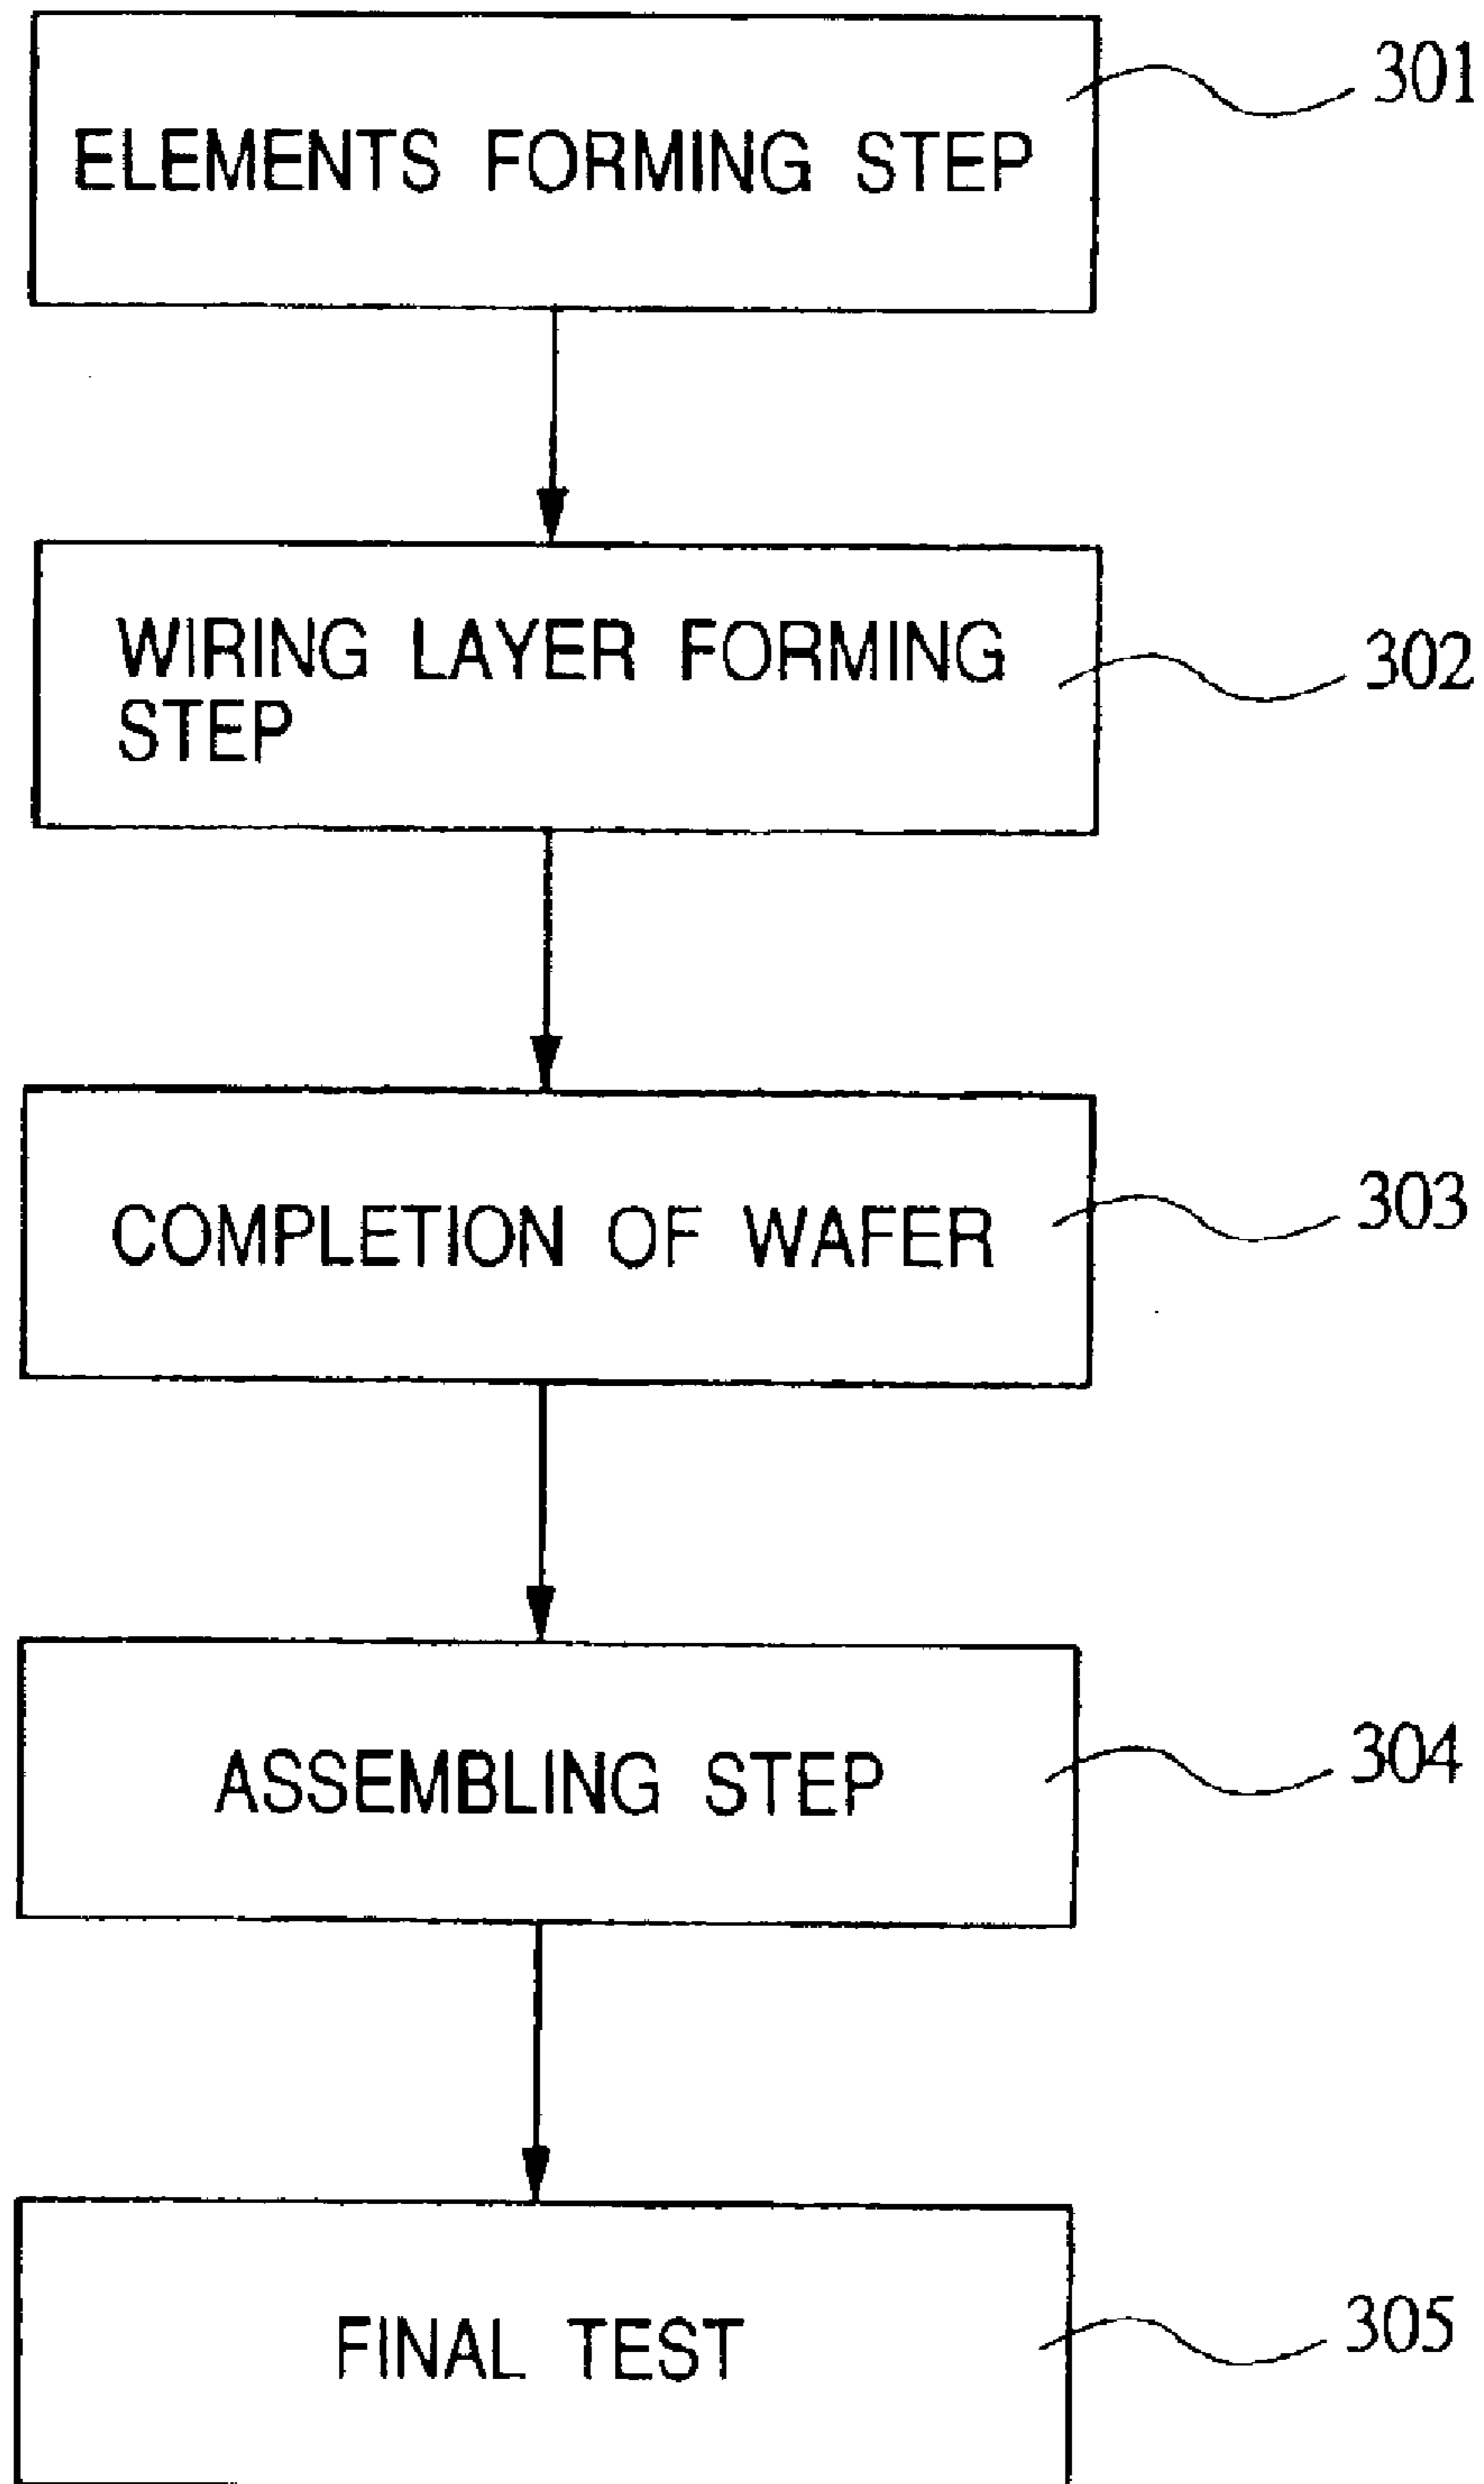 301
ELEMENTS FORMING STEP
WIRING LAYER FORMING
STEP
302
COMPLETION OF WAFER
303
ASSEMBLING STEP
304
FINAL TEST
305